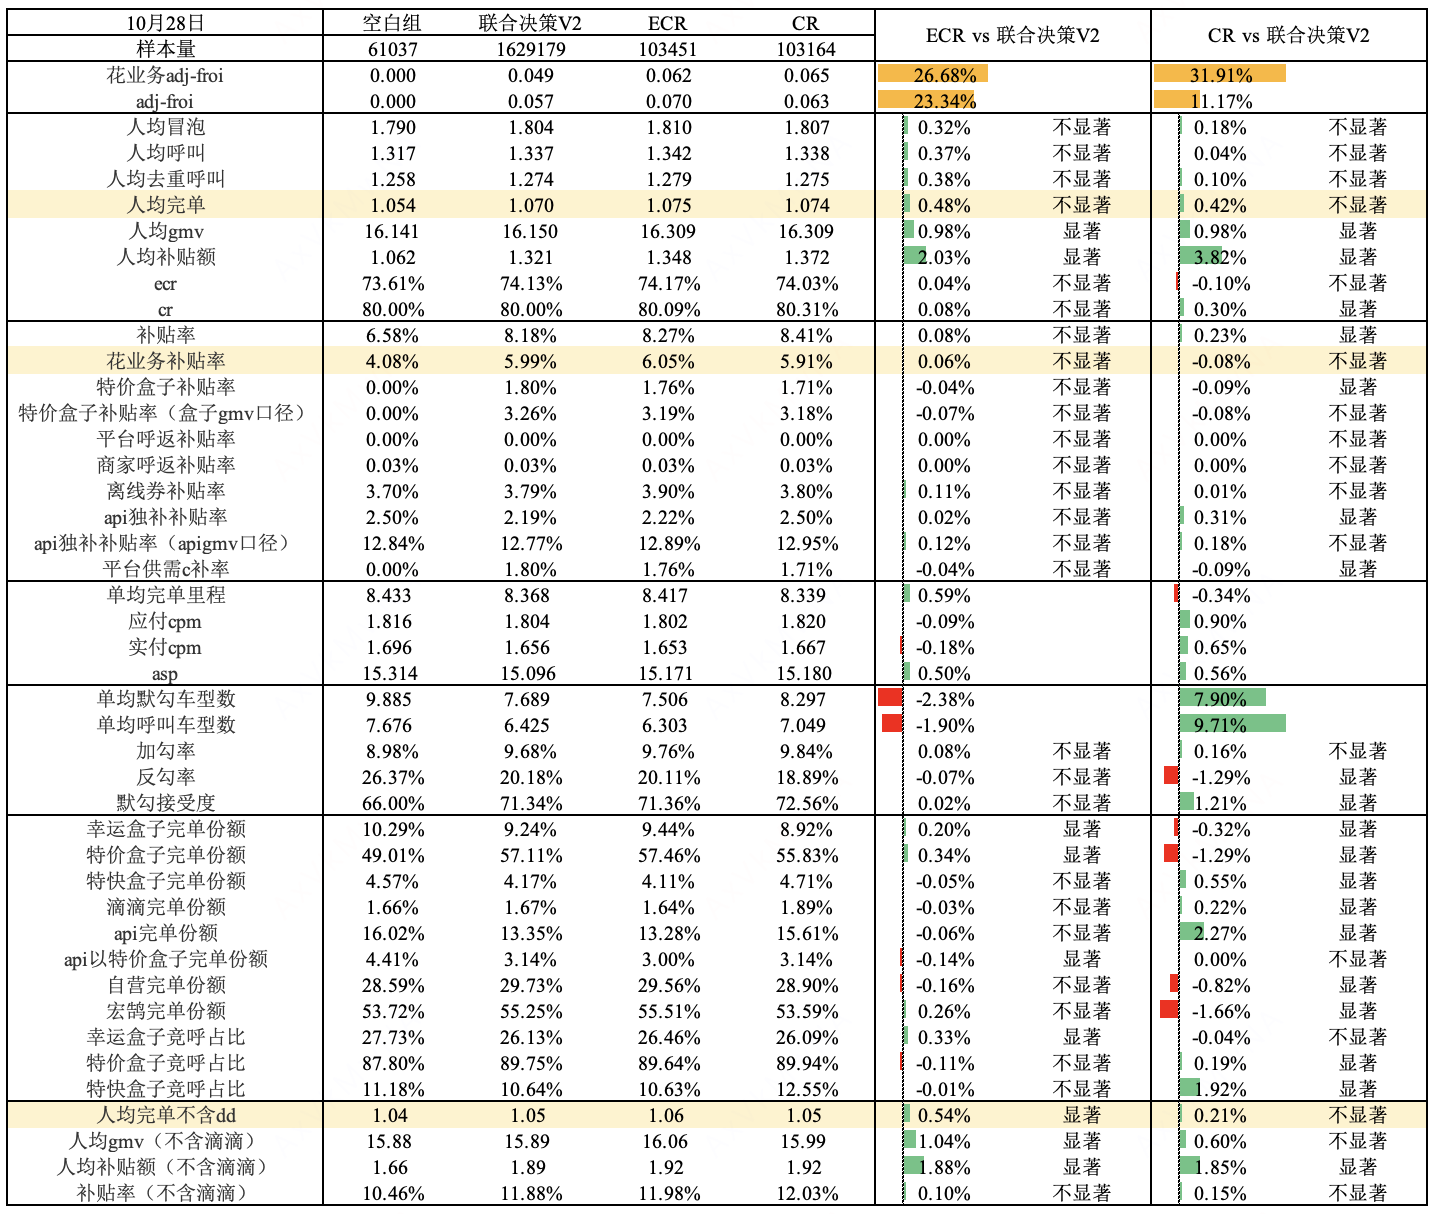 10月28日 空白组 联合决策V2 ECR CR ECR vs 联合决策V2 CR vs 联合决策V2
样本量 61037 1629179 103451 103164
花业务adj-froi 0.000 0.049 0.062 0.065 26.68% 31.91%
adj-froi 0.000 0.057 0.070 0.063 23.34% 11.17%
人均冒泡 1.790 1.804 1.810 1.807 0.32% 不显著 0.18% 不显著
人均呼叫 1.317 1.337 1.342 1.338 0.37% 不显著 0.04% 不显著
人均去重呼叫 1.258 1.274 1.279 1.275 0.38% 不显著 0.10% 不显著
人均完单 1.054 1.070 1.075 1.074 0.48% 不显著 0.42% 不显著
人均gmv 16.141 16.150 16.309 16.309 0.98% 显著 0.98% 显著
人均补贴额 1.062 1.321 1.348 1.372 2.03% 显著 3.82% 显著
ecr 73.61% 74.13% 74.17% 74.03% 0.04% 不显著 -0.10% 不显著
cr 80.00% 80.00% 80.09% 80.31% 0.08% 不显著 0.30% 显著
补贴率 6.58% 8.18% 8.27% 8.41% 0.08% 不显著 0.23% 显著
花业务补贴率 4.08% 5.99% 6.05% 5.91% 0.06% 不显著 -0.08% 不显著
特价盒子补贴率 0.00% 1.80% 1.76% 1.71% -0.04% 不显著 -0.09% 显著
特价盒子补贴率（盒子gmv口径） 0.00% 3.26% 3.19% 3.18% -0.07% 不显著 -0.08% 不显著
平台呼返补贴率 0.00% 0.00% 0.00% 0.00% 0.00% 不显著 0.00% 不显著
商家呼返补贴率 0.03% 0.03% 0.03% 0.03% 0.00% 不显著 0.00% 不显著
离线券补贴率 3.70% 3.79% 3.90% 3.80% 0.11% 不显著 0.01% 不显著
api独补补贴率 2.50% 2.19% 2.22% 2.50% 0.02% 不显著 0.31% 显著
api独补补贴率（apigmv口径） 12.84% 12.77% 12.89% 12.95% 0.12% 不显著 0.18% 不显著
平台供需c补率 0.00% 1.80% 1.76% 1.71% -0.04% 不显著 -0.09% 显著
单均完单里程 8.433 8.368 8.417 8.339 0.59% -0.34%
应付cpm 1.816 1.804 1.802 1.820 -0.09% 0.90%
实付cpm 1.696 1.656 1.653 1.667 -0.18% 0.65%
asp 15.314 15.096 15.171 15.180 0.50% 0.56%
单均默勾车型数 9.885 7.689 7.506 8.297 -2.38% 7.90%
单均呼叫车型数 7.676 6.425 6.303 7.049 -1.90% 9.71%
加勾率 8.98% 9.68% 9.76% 9.84% 0.08% 不显著 0.16% 不显著
反勾率 26.37% 20.18% 20.11% 18.89% -0.07% 不显著 -1.29% 显著
默勾接受度 66.00% 71.34% 71.36% 72.56% 0.02% 不显著 1.21% 显著
幸运盒子完单份额 10.29% 9.24% 9.44% 8.92% 0.20% 显著 -0.32% 显著
特价盒子完单份额 49.01% 57.11% 57.46% 55.83% 0.34% 显著 -1.29% 显著
特快盒子完单份额 4.57% 4.17% 4.11% 4.71% -0.05% 不显著 0.55% 显著
滴滴完单份额 1.66% 1.67% 1.64% 1.89% -0.03% 不显著 0.22% 显著
api完单份额 16.02% 13.35% 13.28% 15.61% -0.06% 不显著 2.27% 显著
api以特价盒子完单份额 4.41% 3.14% 3.00% 3.14% -0.14% 显著 0.00% 不显著
自营完单份额 28.59% 29.73% 29.56% 28.90% -0.16% 不显著 -0.82% 显著
宏鹄完单份额 53.72% 55.25% 55.51% 53.59% 0.26% 不显著 -1.66% 显著
幸运盒子竞呼占比 27.73% 26.13% 26.46% 26.09% 0.33% 显著 -0.04% 不显著
特价盒子竞呼占比 87.80% 89.75% 89.64% 89.94% -0.11% 不显著 0.19% 显著
特快盒子竞呼占比 11.18% 10.64% 10.63% 12.55% -0.01% 不显著 1.92% 显著
人均完单不含dd 1.04 1.05 1.06 1.05 0.54% 显著 0.21% 不显著
人均gmv（不含滴滴） 15.88 15.89 16.06 15.99 1.04% 显著 0.60% 不显著
人均补贴额（不含滴滴） 1.66 1.89 1.92 1.92 1.88% 显著 1.85% 显著
补贴率（不含滴滴） 10.46% 11.88% 11.98% 12.03% 0.10% 不显著 0.15% 不显著